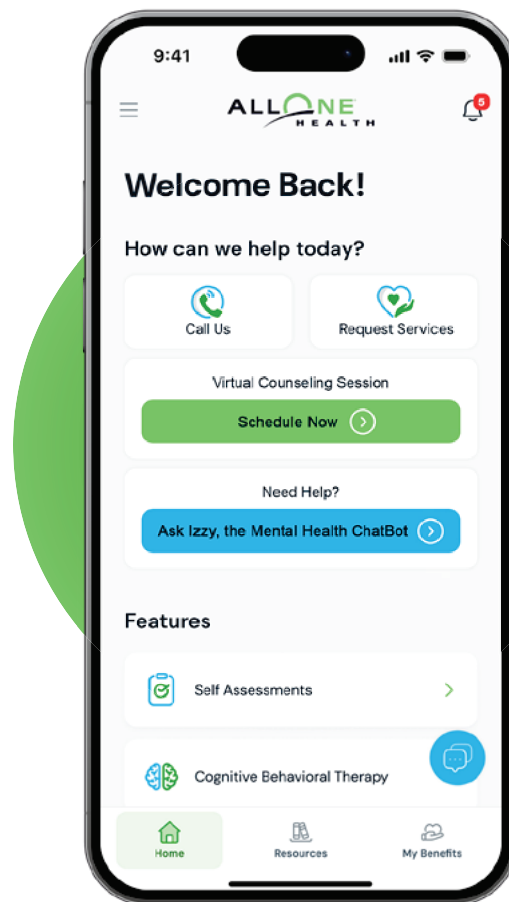 9:41
ALLONE
HEALTH
5
Welcome Back!
How can we help today?
Call Us
Request Services
Virtual Counseling Session
Schedule Now
Need Help?
Ask Izzy, the Mental Health ChatBot
Features
Self Assessments
Cognitive Behavioral Therapy
Home
Resources
My Benefits